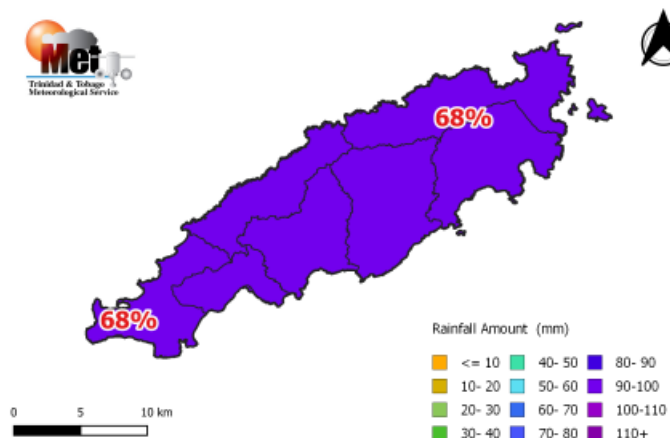 Met
Trinidad & Tobago
Meteorological Service
68%
68%
Rainfall Amount (mm)
<= 10 40- 50 80- 90
10- 20 50- 60 90-100
20- 30 60- 70 100-110
30- 40 70- 80 110+
0 5 10 km